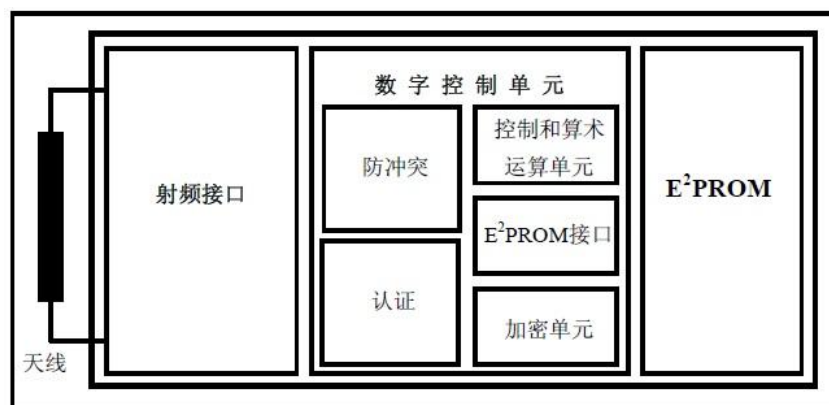 数字控制单元
射频接口
防冲突
控制和算术
运算单元
E²PROM
E²PROM接口
认证
加密单元
天线